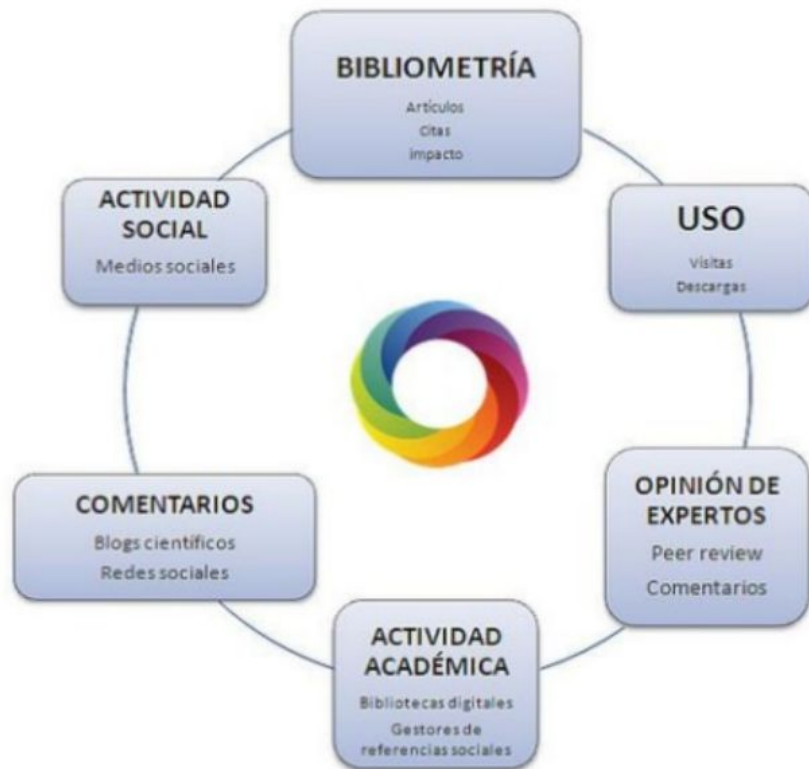 BIBLIOMETRÍA
Artículos
Citas
impacto
USO
Visitas
Descargas
OPINIÓN DE
EXPERTOS
Peer review
Comentarios
ACTIVIDAD
ACADÉMICA
Bibliotecas digitales
Gestores de
referencias sociales
COMENTARIOS
Blogs científicos
Redes sociales
ACTIVIDAD
SOCIAL
Medios sociales